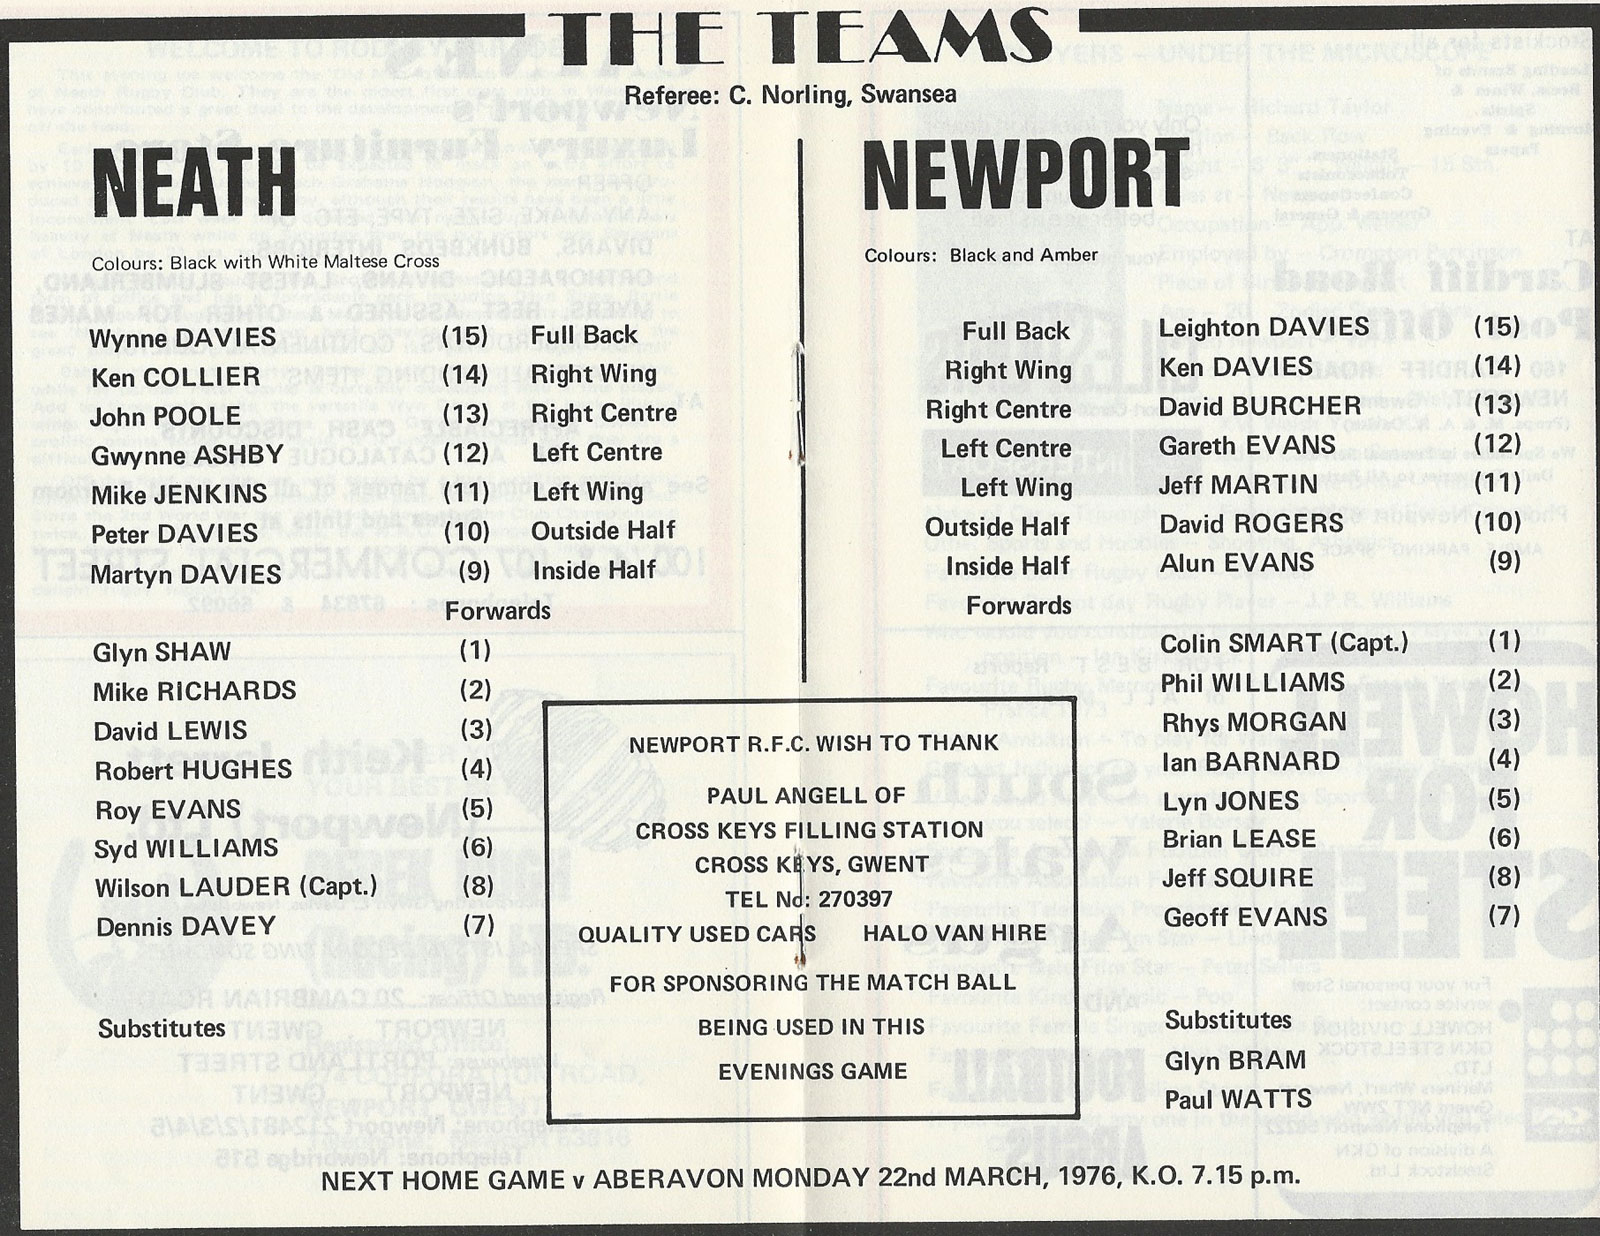 THE TEAMS
Referee: C. Norling, Swansea
NEATH
Colours: Black with White Maltese Cross
Wynne DAVIES (15) Full Back
Ken COLLIER (14) Right Wing
John POOLE (13) Right Centre
Gwynne ASHBY (12) Left Centre
Mike JENKINS (11) Left Wing
Peter DAVIES (10) Outside Half
Martyn DAVIES (9) Inside Half
Forwards
Glyn SHAW (1)
Mike RICHARDS (2)
David LEWIS (3)
Robert HUGHES (4)
Roy EVANS (5)
Syd WILLIAMS (6)
Wilson LAUDER (Capt.) (8)
Dennis DAVEY (7)
Substitutes
NEWPORT
Colours: Black and Amber
Full Back Leighton DAVIES (15)
Right Wing Ken DAVIES (14)
Right Centre David BURCHER (13)
Left Centre Gareth EVANS (12)
Left Wing Jeff MARTIN (11)
Outside Half David ROGERS (10)
Inside Half Alun EVANS (9)
Forwards
Colin SMART (Capt.) (1)
Phil WILLIAMS (2)
Rhys MORGAN (3)
Ian BARNARD (4)
Lyn JONES (5)
Brian LEASE (6)
Jeff SQUIRE (8)
Geoff EVANS (7)
Substitutes
Glyn BRAM
Paul WATTS
NEWPORT R.F.C. WISH TO THANK
PAUL ANGELL OF
CROSS KEYS FILLING STATION
CROSS KEYS, GWENT
TEL No: 270397
QUALITY USED CARS HALO VAN HIRE
FOR SPONSORING THE MATCH BALL
BEING USED IN THIS
EVENINGS GAME
NEXT HOME GAME v ABERAVON MONDAY 22nd MARCH, 1976, K.O. 7.15 p.m.